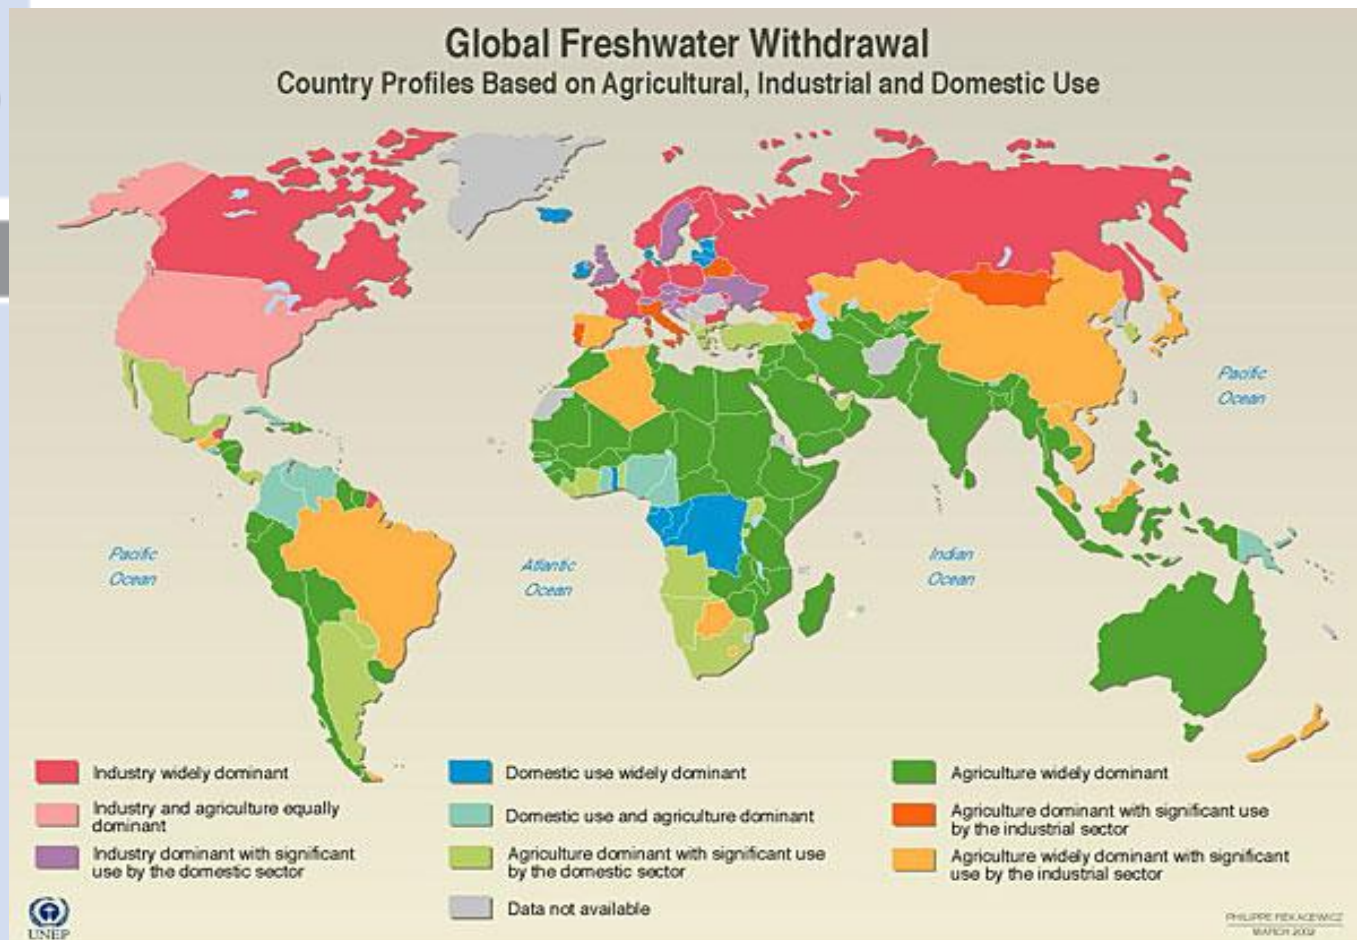 Global Freshwater Withdrawal
Country Profiles Based on Agricultural, Industrial and Domestic Use
Pacific
Ocean
Pacific
Ocean
Atlantic
Ocean
Indian
Ocean
Industry widely dominant
Industry and agriculture equally
dominant
Industry dominant with significant
use by the domestic sector
Domestic use widely dominant
Domestic use and agriculture dominant
Agriculture dominant with significant use
by the domestic sector
Data not available
Agriculture widely dominant
Agriculture dominant with significant use
by the industrial sector
Agriculture widely dominant with significant
use by the industrial sector
UNEP
PHILIPPE REKACEWICZ
MARCH 2002